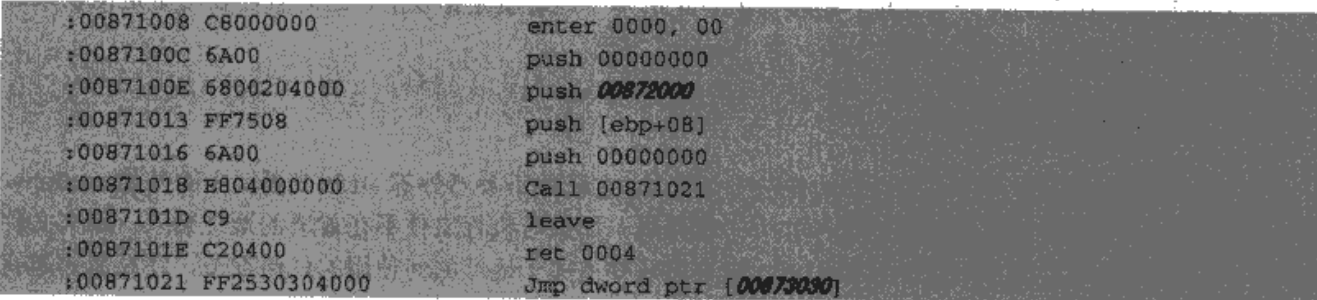 :00871008 C8000000 enter 0000, 00
:0087100C 6A00 push 00000000
:0087100E 6800204000 push 00872000
:00871013 FF7508 push [ebp+08]
:00871016 6A00 push 00000000
:00871018 E804000000 Call 00871021
:0087101D C9 leave
:0087101E C20400 ret 0004
:00871021 FF2530304000 Jmp dword ptr [00873030]